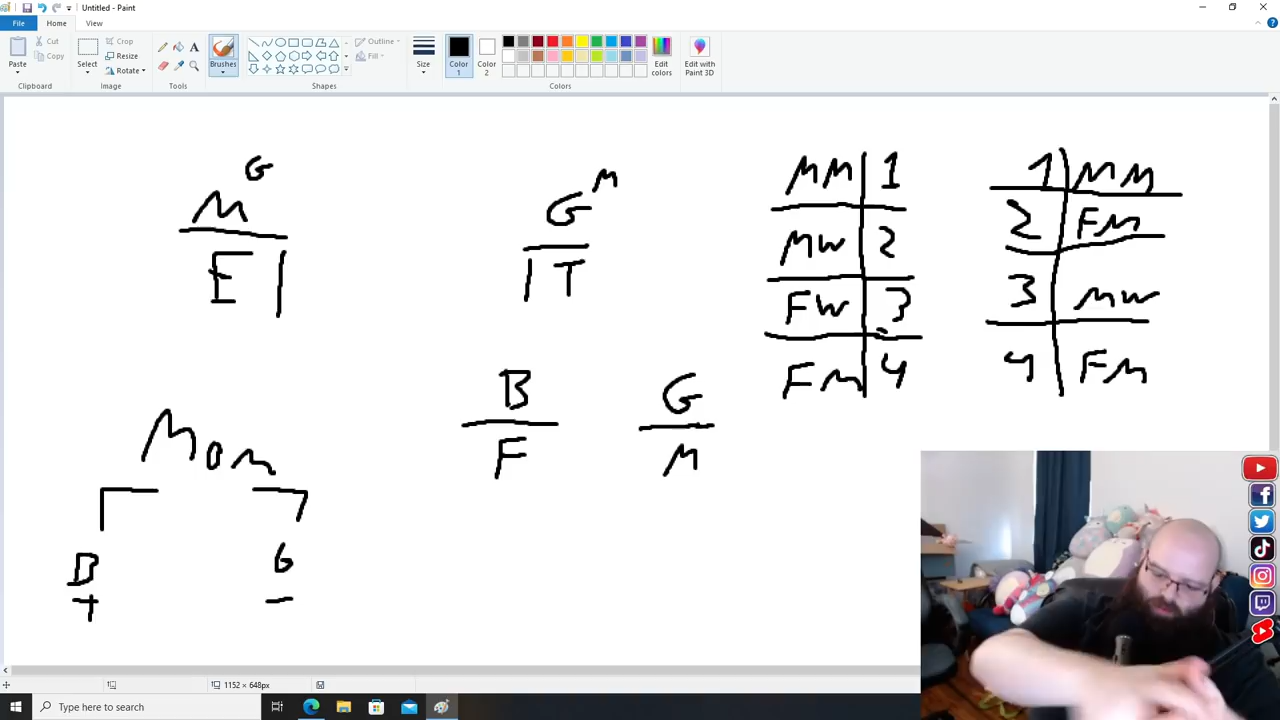 Untitled - Paint
File Home View
Paste
Cut
Copy
Clipboard
Select
Crop
Resize
Rotate
Image
A
Tools
Brushes
Shapes
Outline
Fill
Size
Color 1
Color 2
Edit colors
Colors
Edit with Paint 3D
G
M
E
M
G
T
MM 1
MW 2
FW 3
FM 4
1 MM
2 FM
3 MW
4 FM
B
F
G
M
Mom
B
+
G
−
1152 × 648px
Type here to search